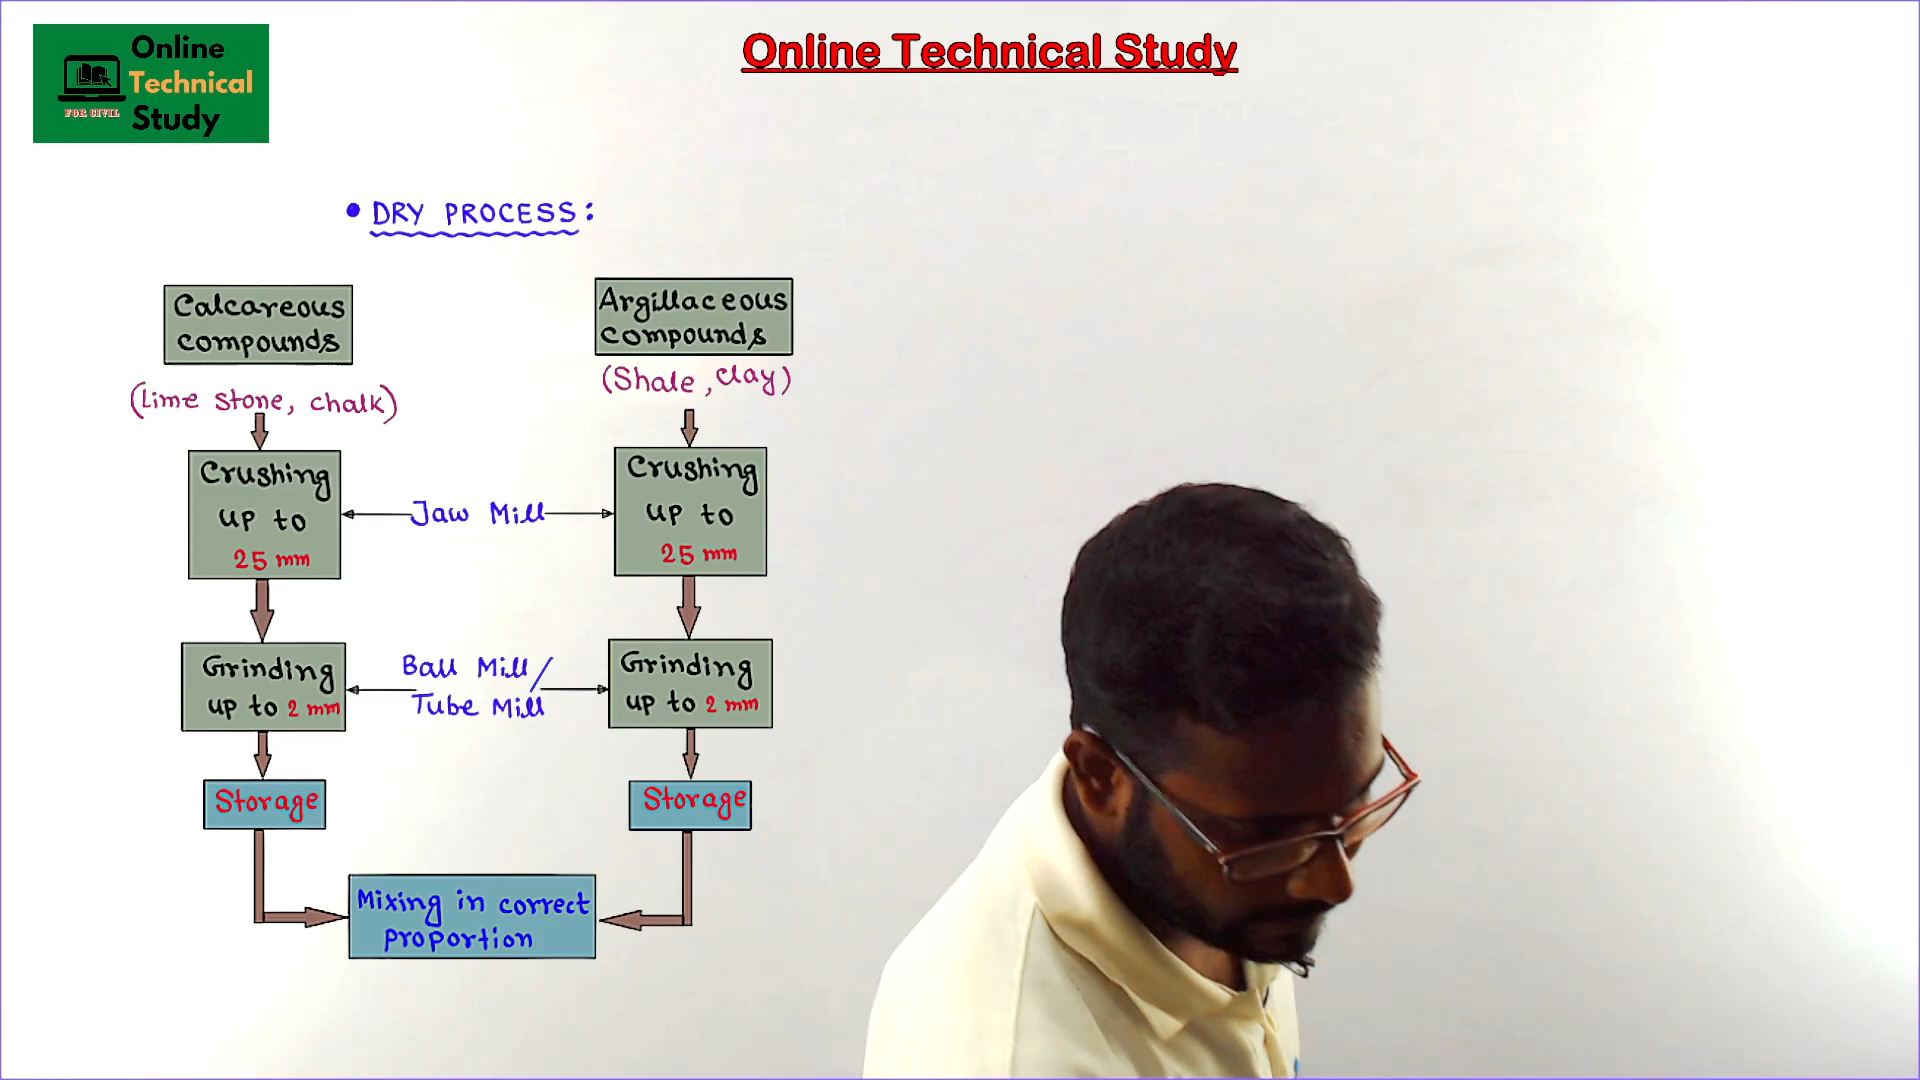 Online
Technical
FOR CIVIL
Study
Online Technical Study
• DRY PROCESS:
Calcareous
compounds
(Lime stone, chalk)
Argillaceous
compounds
(Shale, clay)
Crushing
up to
25 mm
Jaw Mill
Crushing
up to
25 mm
Grinding
up to 2 mm
Ball Mill/
Tube Mill
Grinding
up to 2 mm
Storage
Storage
Mixing in correct
proportion